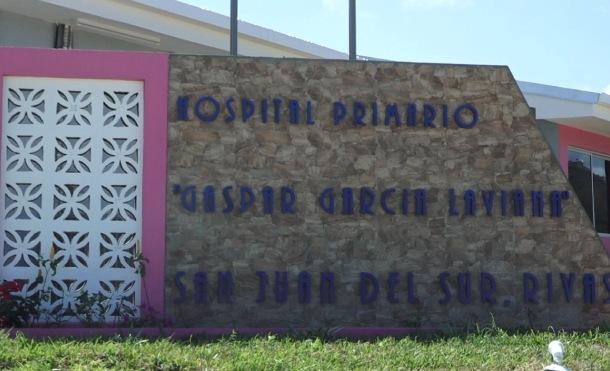 HOSPITAL PRIMARIO
"GASPAR GARCIA LAVIANA"
SAN JUAN DEL SUR, RIVAS